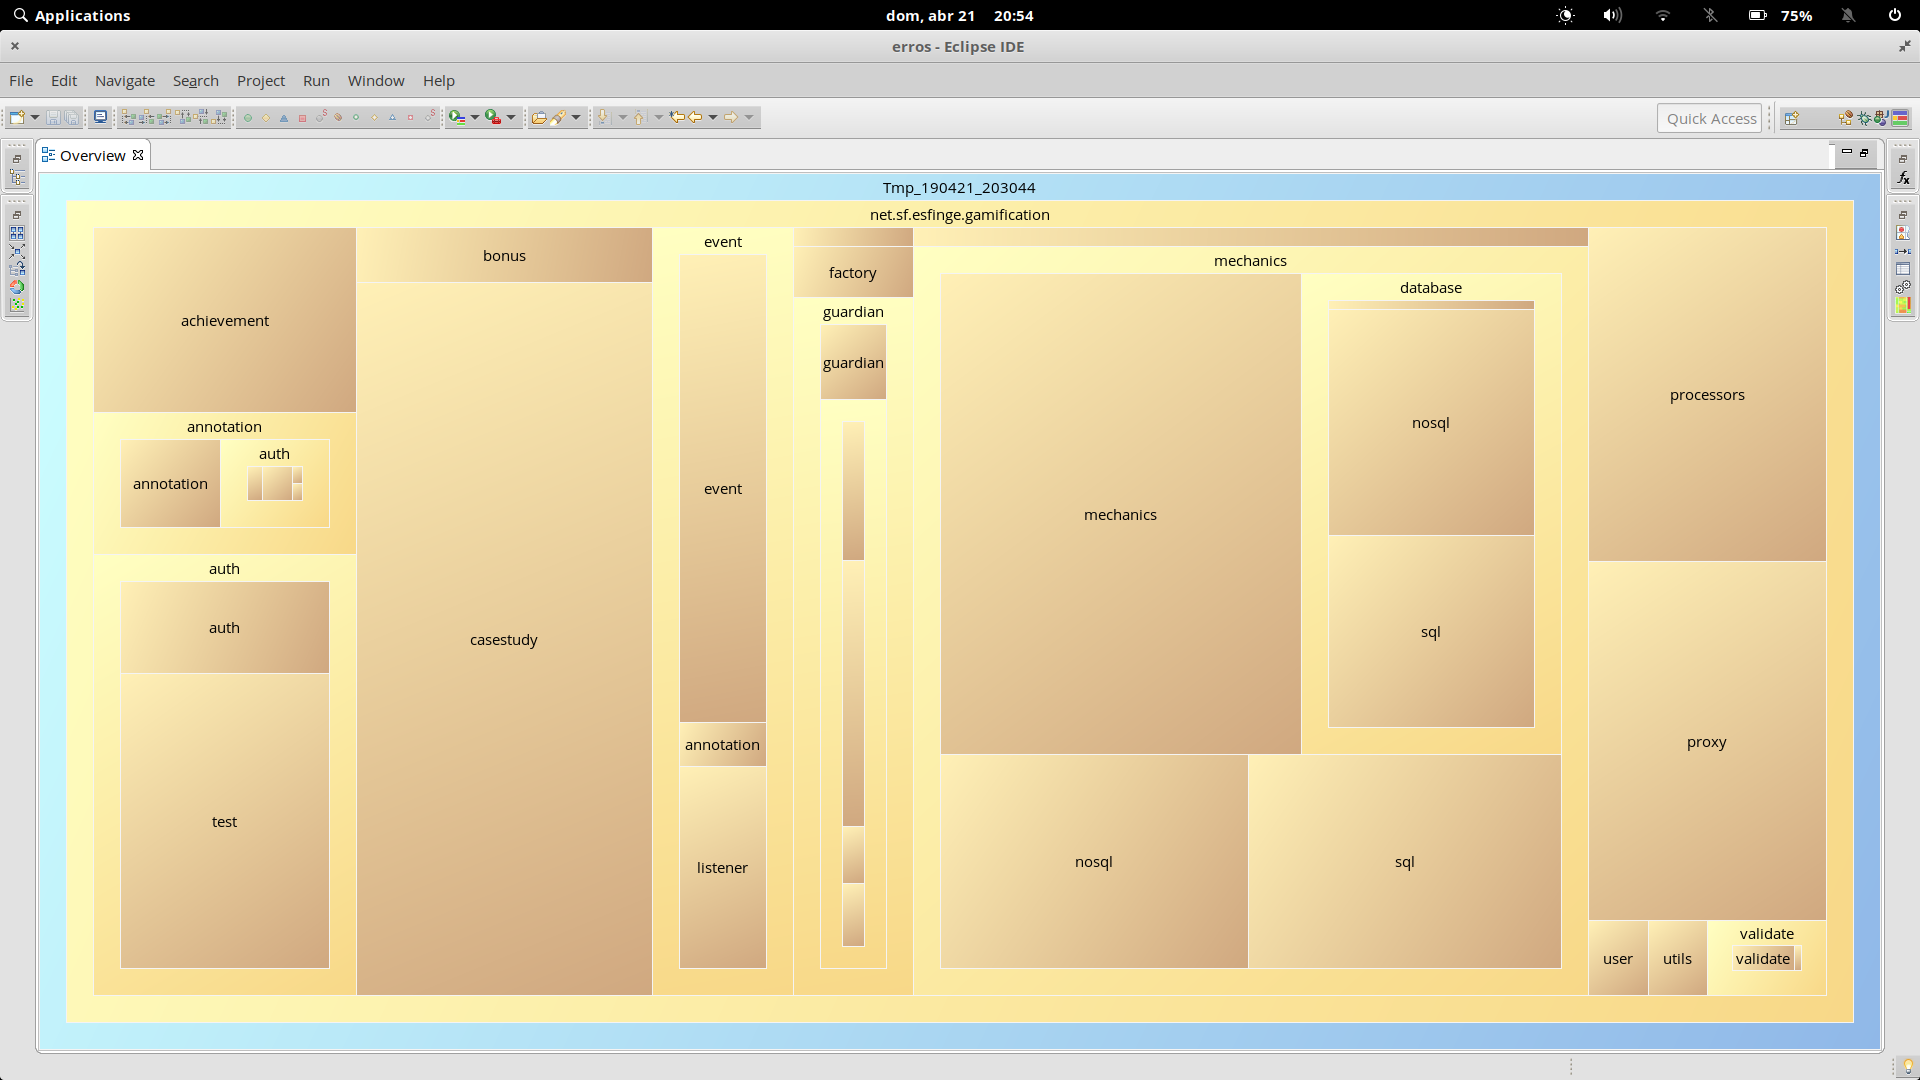 Applications
dom, abr 21 20:54
75%
erros - Eclipse IDE
File Edit Navigate Search Project Run Window Help
Quick Access
Overview
Tmp_190421_203044
net.sf.esfinge.gamification
achievement
annotation
annotation
auth
auth
auth
test
bonus
casestudy
event
event
annotation
listener
factory
guardian
guardian
mechanics
mechanics
database
nosql
sql
nosql
sql
processors
proxy
user
utils
validate
validate